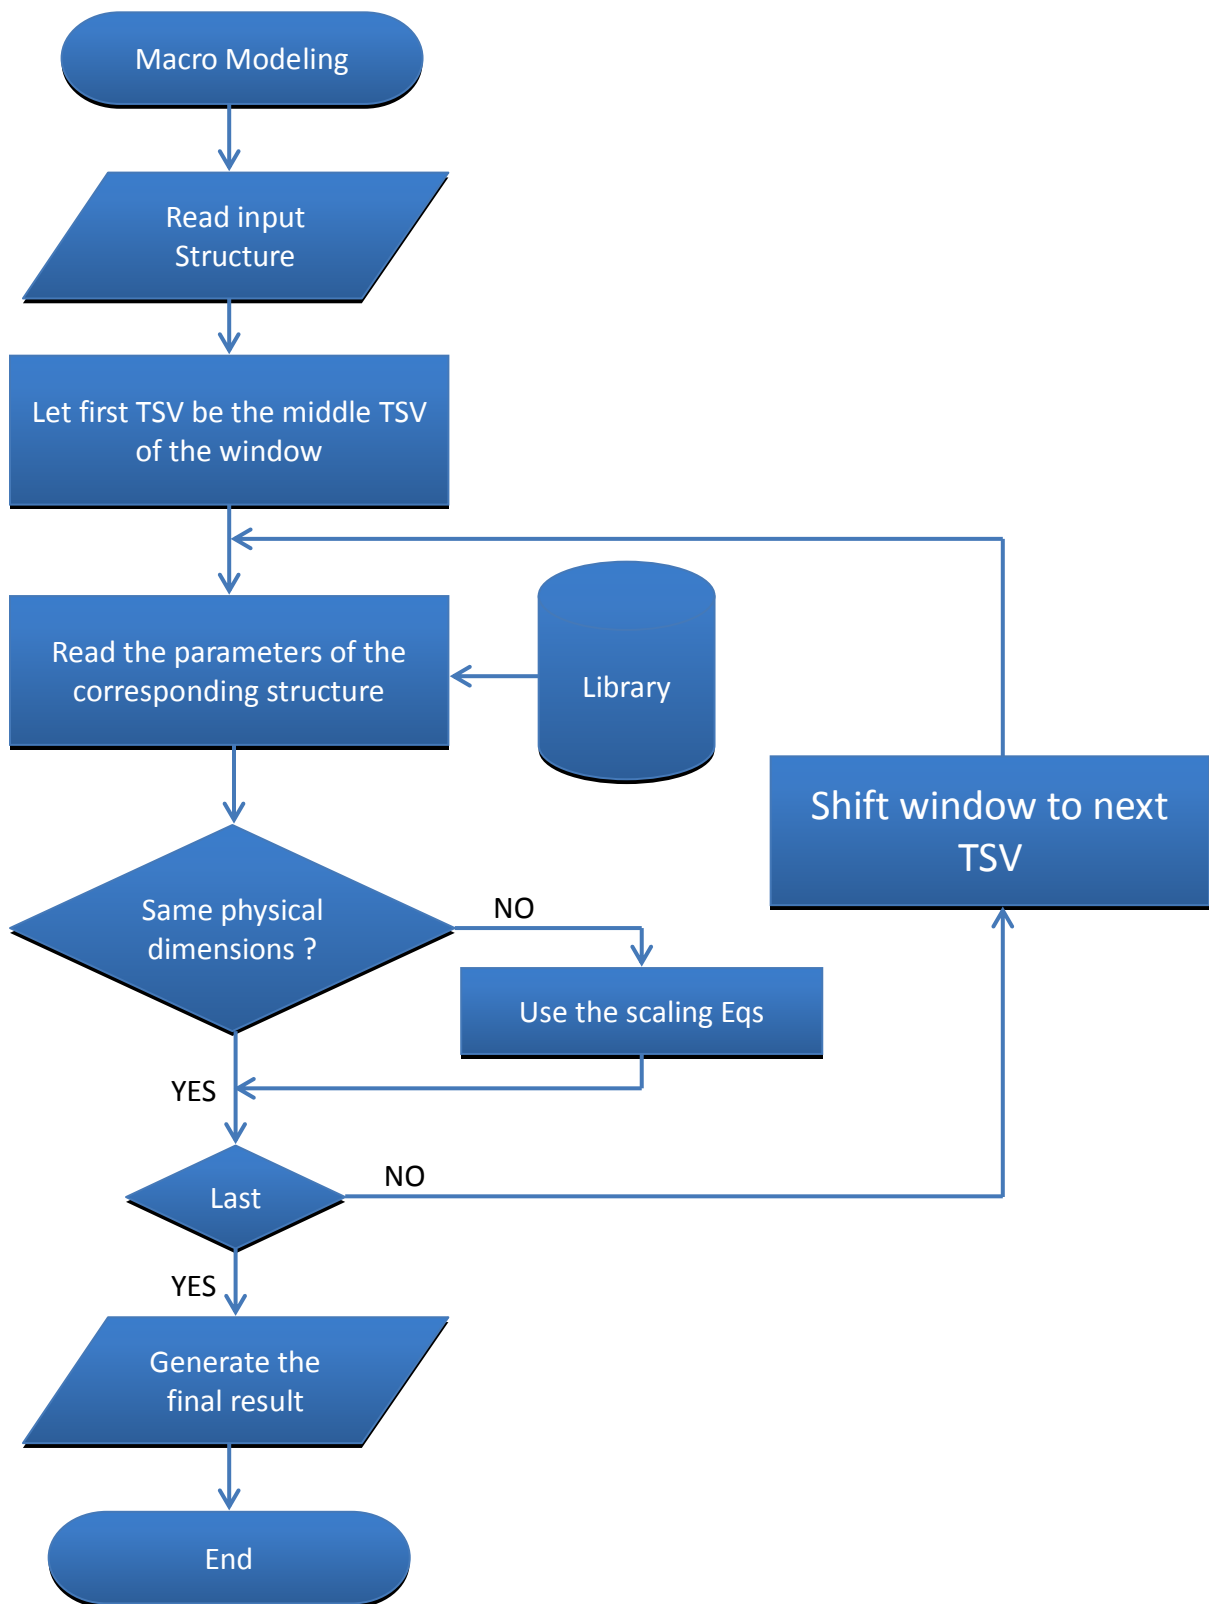 Macro Modeling
Read input
Structure
Let first TSV be the middle TSV
of the window
Read the parameters of the
corresponding structure
Library
Shift window to next
TSV
Same physical
dimensions ?
NO
Use the scaling Eqs
YES
Last
NO
YES
Generate the
final result
End